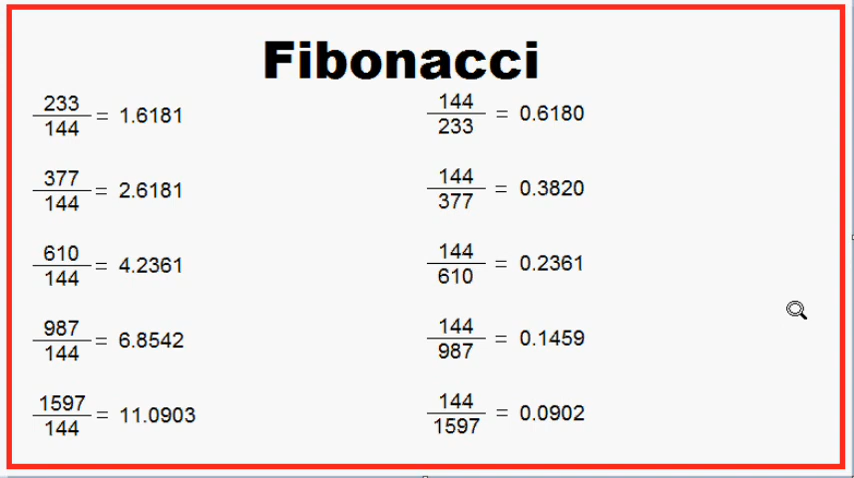 Fibonacci
233
144 = 1.6181
377
144 = 2.6181
610
144 = 4.2361
987
144 = 6.8542
1597
144 = 11.0903
144
233 = 0.6180
144
377 = 0.3820
144
610 = 0.2361
144
987 = 0.1459
144
1597 = 0.0902